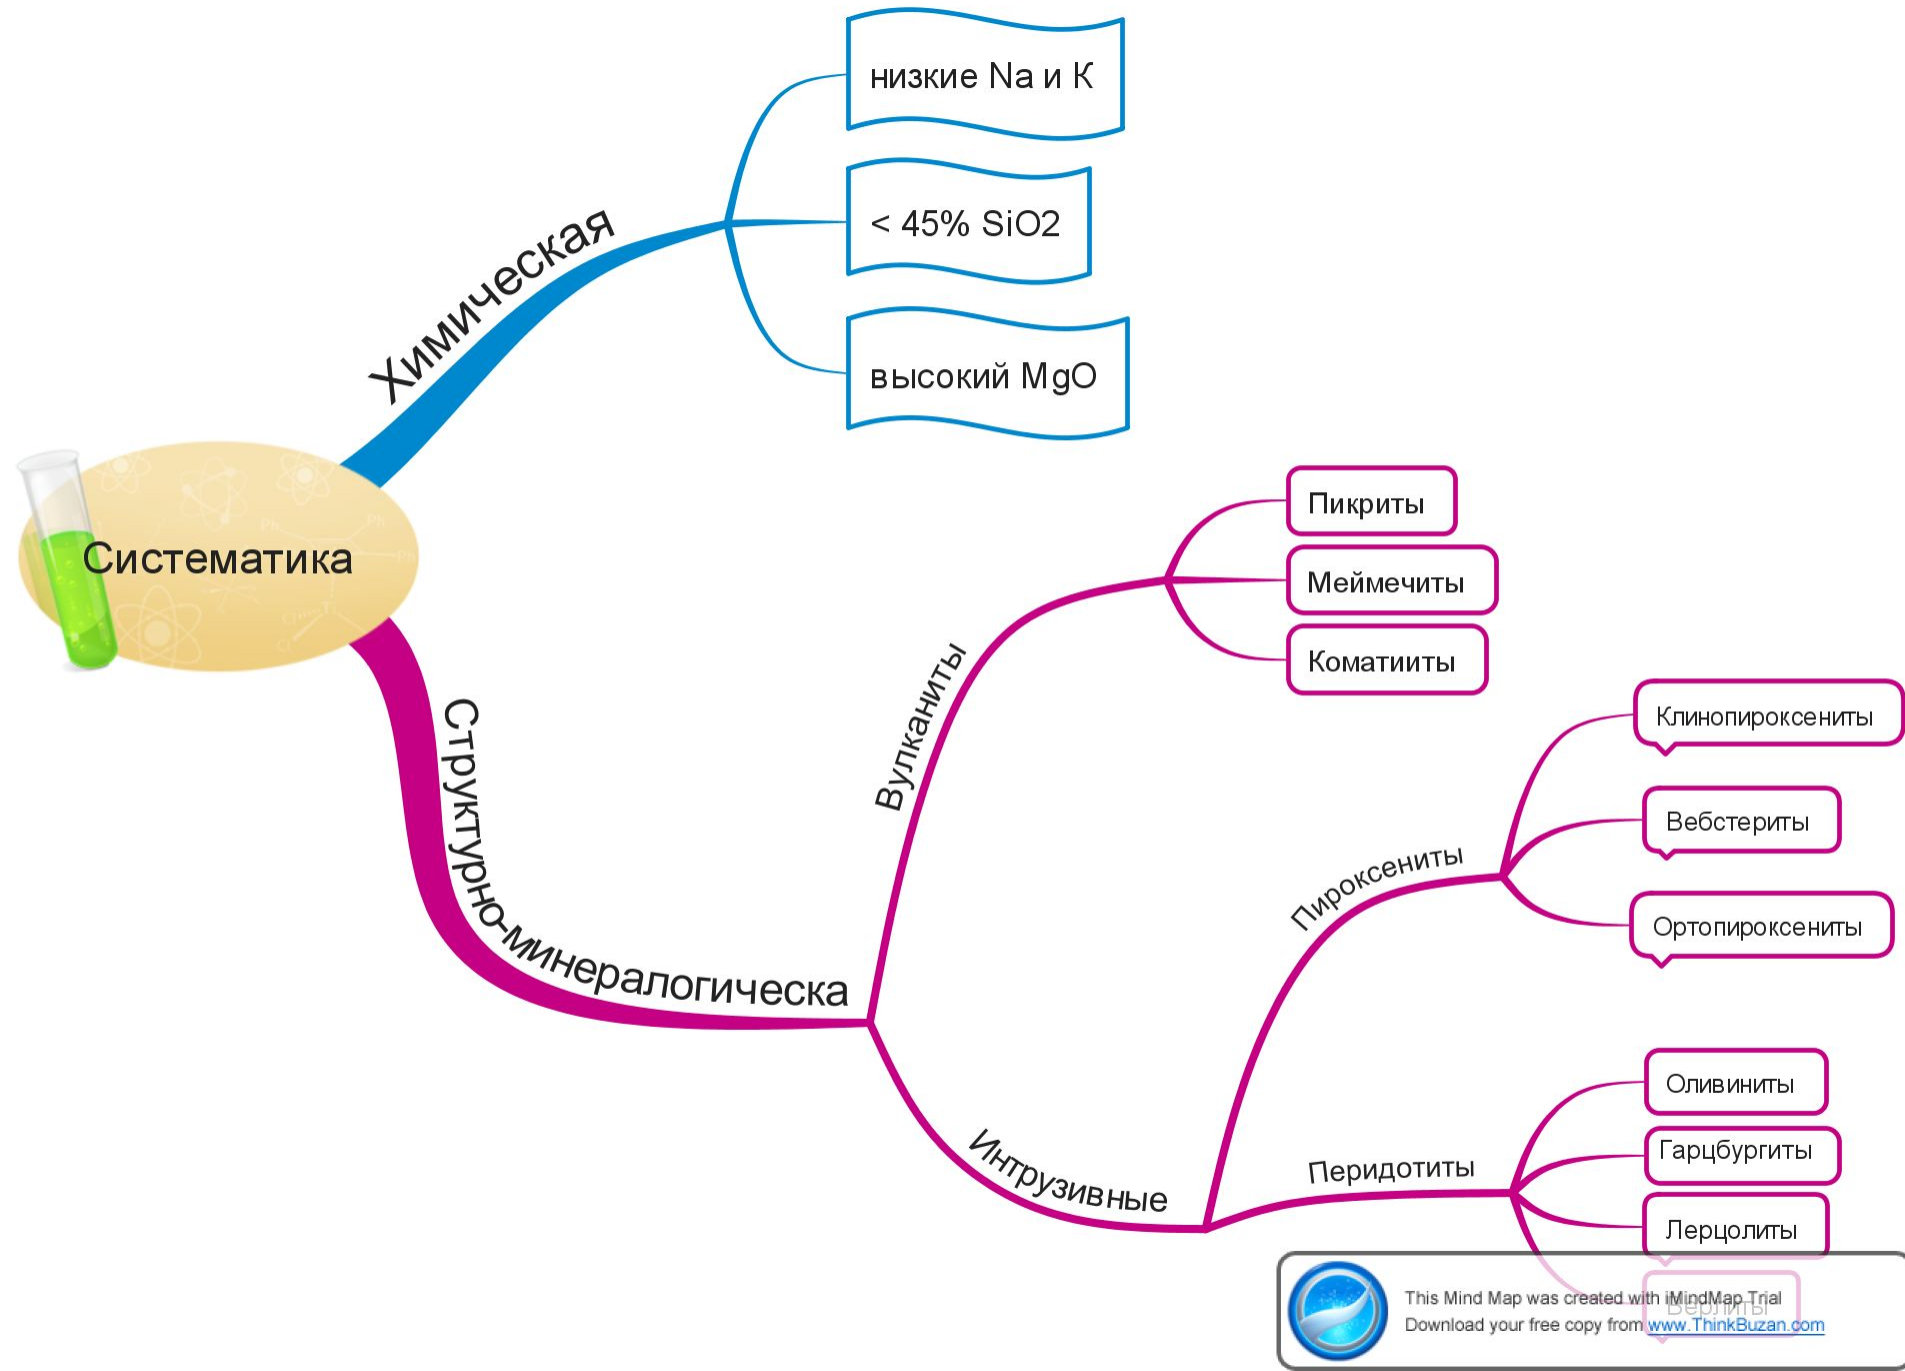 низкие Na и К
< 45% SiO2
высокий MgO
Химическая
Систематика
Структурно-минералогическа
Вулканиты
Пикриты
Меймечиты
Коматииты
Интрузивные
Пироксениты
Клинопироксениты
Вебстериты
Ортопироксениты
Перидотиты
Оливиниты
Гарцбургиты
Лерцолиты
Верлиты
This Mind Map was created with iMindMap Trial
Download your free copy from www.ThinkBuzan.com